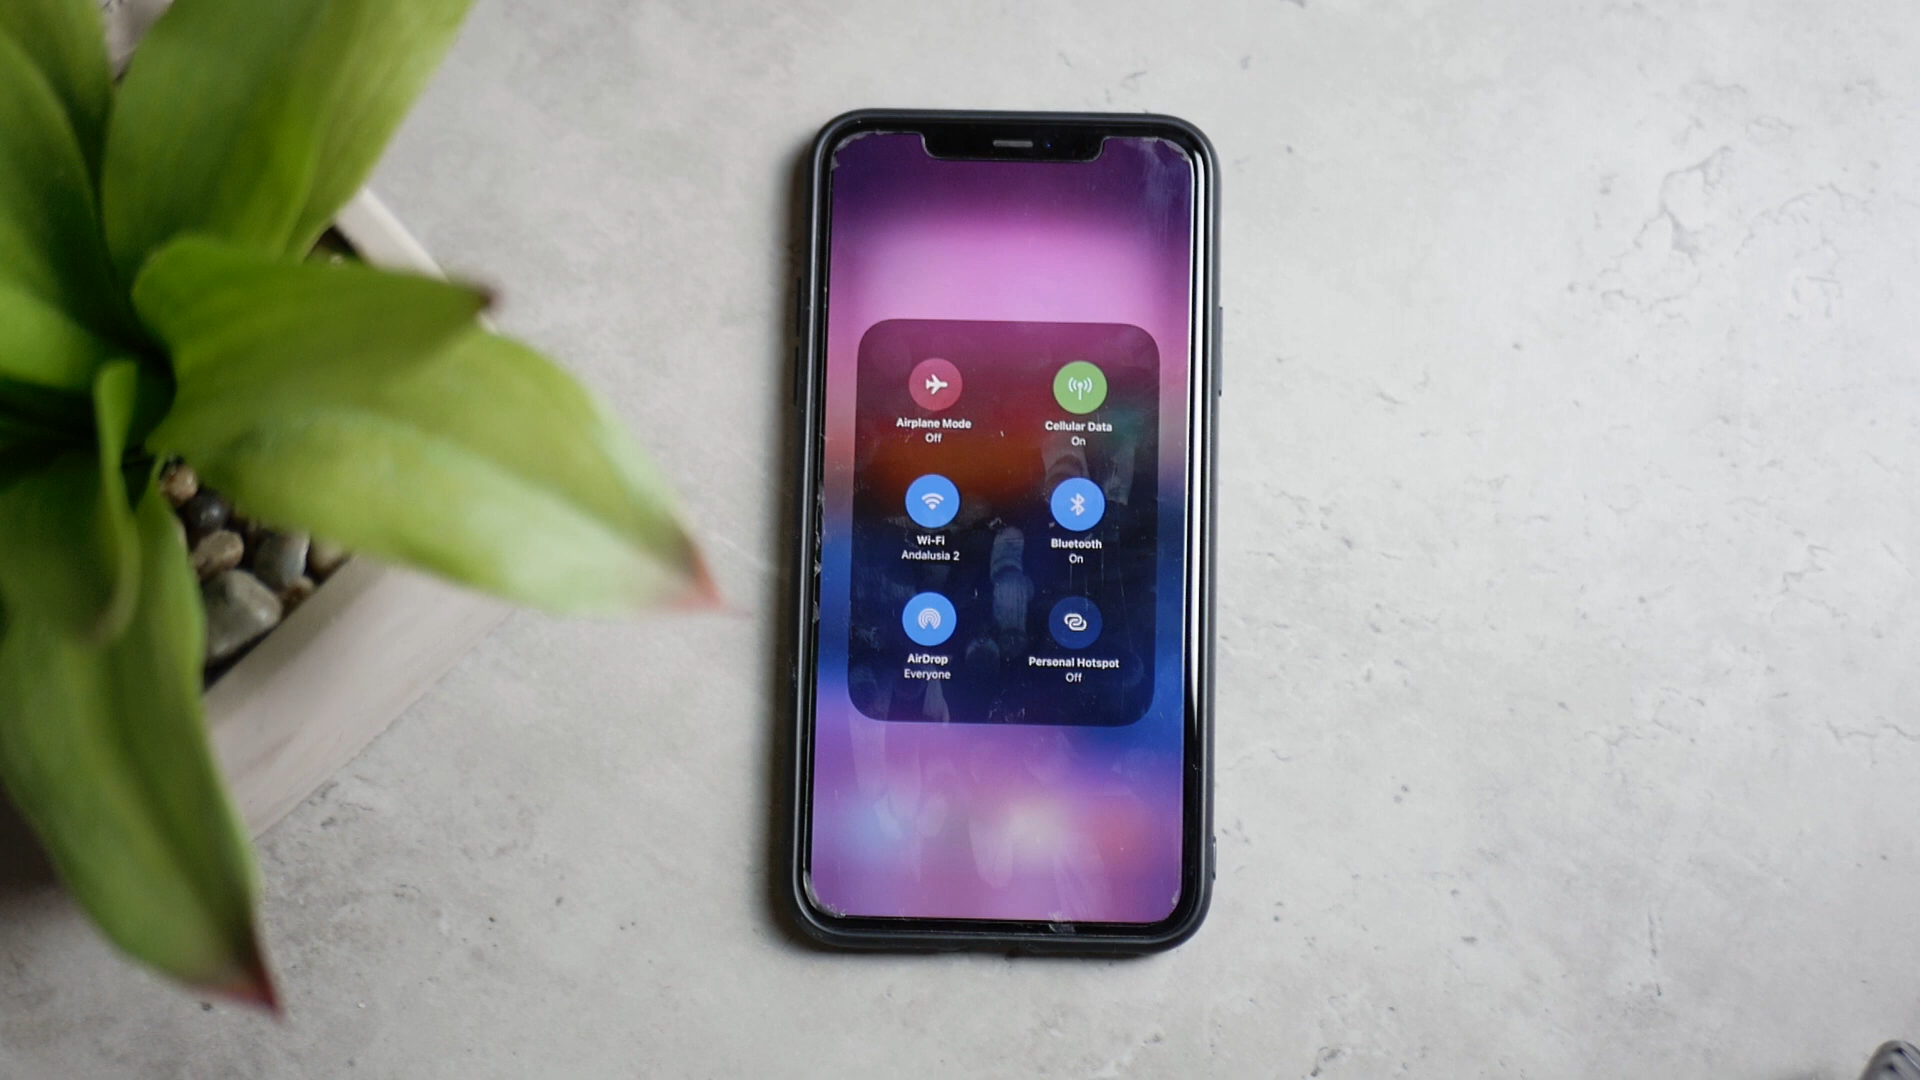 Airplane Mode
Off
Cellular Data
On
Wi-Fi
Andalusia 2
Bluetooth
On
AirDrop
Everyone
Personal Hotspot
Off